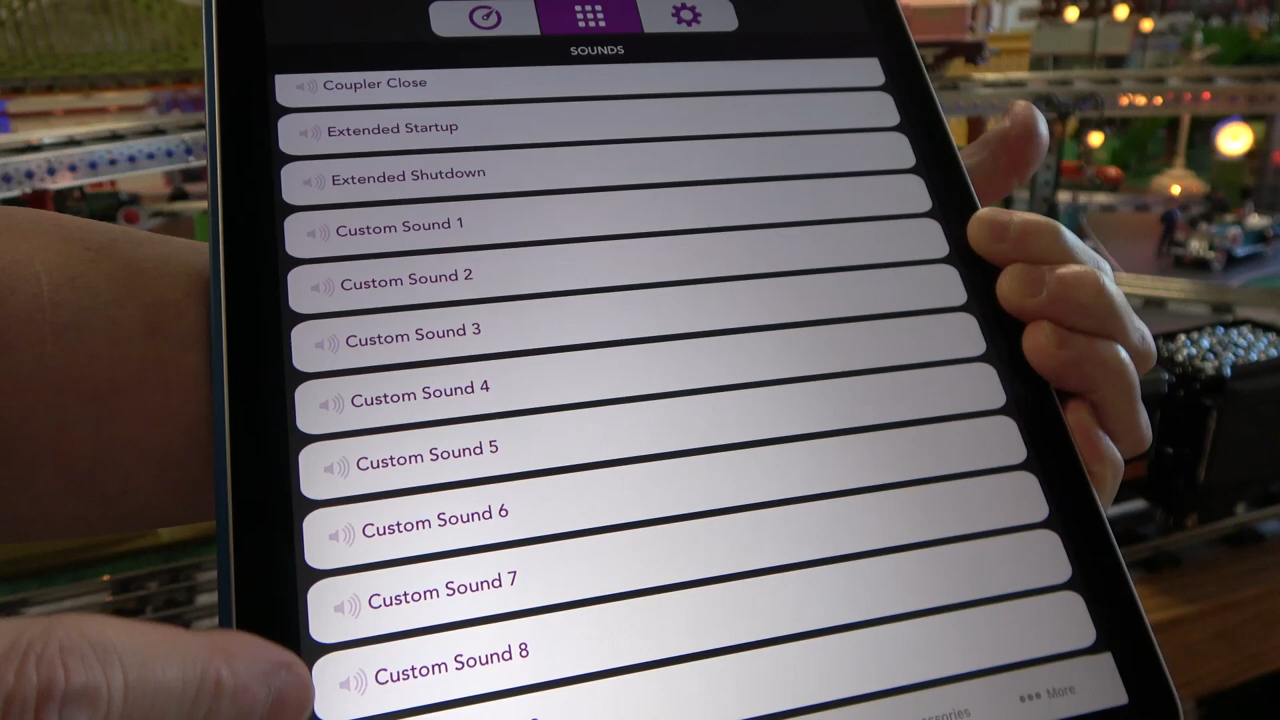 SOUNDS
Coupler Close
Extended Startup
Extended Shutdown
Custom Sound 1
Custom Sound 2
Custom Sound 3
Custom Sound 4
Custom Sound 5
Custom Sound 6
Custom Sound 7
Custom Sound 8
More